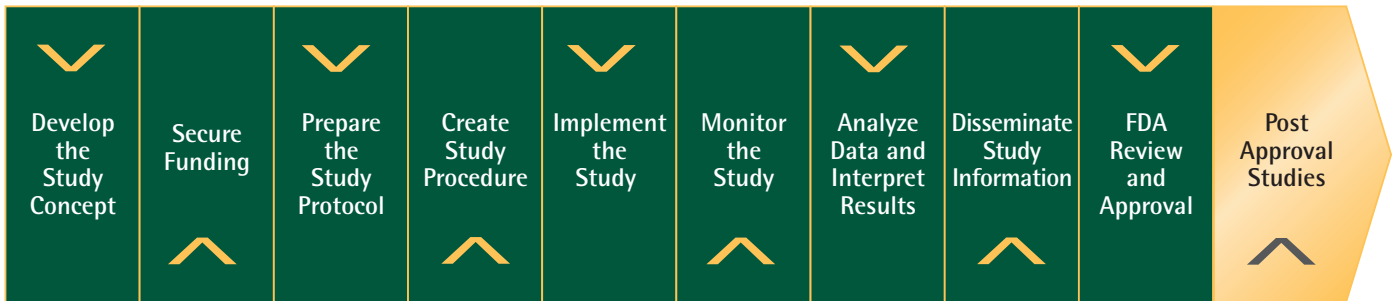 Develop
the
Study
Concept
Secure
Funding
Prepare
the
Study
Protocol
Create
Study
Procedure
Implement
the
Study
Monitor
the
Study
Analyze
Data and
Interpret
Results
Disseminate
Study
Information
FDA
Review
and
Approval
Post
Approval
Studies